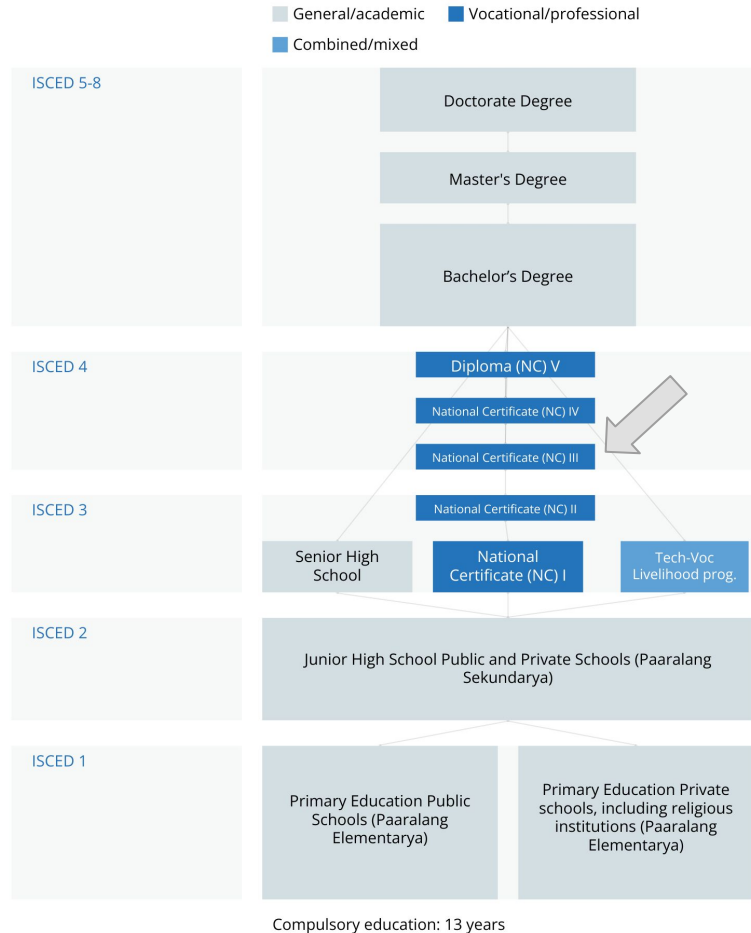 General/academic
Vocational/professional
Combined/mixed
ISCED 5-8
Doctorate Degree
Master's Degree
Bachelor’s Degree
ISCED 4
Diploma (NC) V
National Certificate (NC) IV
National Certificate (NC) III
ISCED 3
National Certificate (NC) II
Senior High
School
National
Certificate (NC) I
Tech-Voc
Livelihood prog.
ISCED 2
Junior High School Public and Private Schools (Paaralang
Sekundarya)
ISCED 1
Primary Education Public
Schools (Paaralang
Elementarya)
Primary Education Private
schools, including religious
institutions (Paaralang
Elementarya)
Compulsory education: 13 years